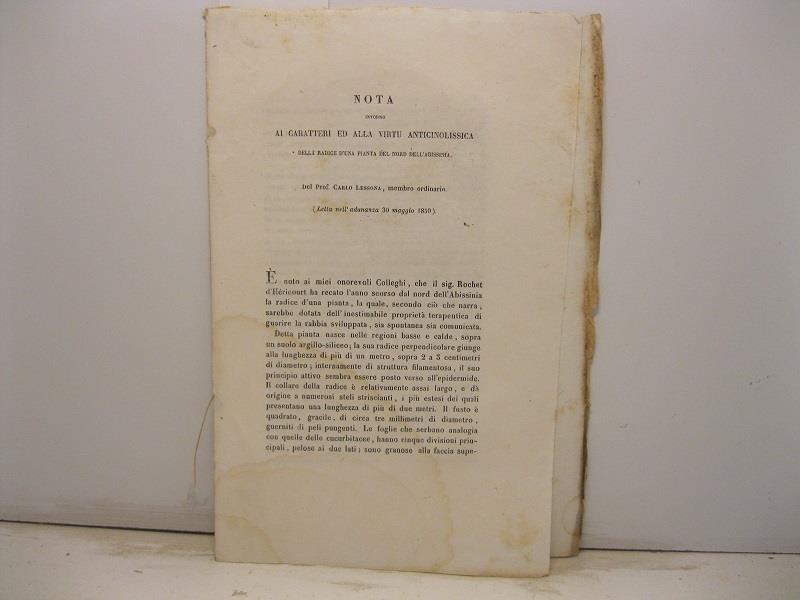 NOTA
INTORNO
AI CARATTERI ED ALLA VIRTU ANTICINOLISSICA
DELLE RADICE D'UNA PIANTA DEL NORD DELL'ABISSINIA.
Del Prof. CARLO LESSONA, membro ordinario.
(Letta nell'adunanza 30 maggio 1850).
È noto ai miei onorevoli Colleghi, che il sig. Rochet
d'Héricourt ha recato l'anno scorso dal nord dell'Abissinia
la radice d'una pianta, la quale, secondo ciò che narra,
sarebbe dotata dell'inestimabile proprietà terapeutica di
guarire la rabbia sviluppata, sia spontanea sia comunicata.
Detta pianta nasce nelle regioni basse e calde, sopra
un suolo argillo-siliceo; la sua radice perpendicolare giunge
alla lunghezza di più di un metro, sopra 2 a 3 centimetri
di diametro; internamente di struttura filamentosa, il suo
principio attivo sembra essere posto verso all'epidermide.
Il collare della radice è relativamente assai largo, e dà
origine a numerosi steli striscianti, i più estesi dei quali
presentano una lunghezza di più di due metri. Il fusto è
quadrato, gracile, di circa tre millimetri di diametro,
guerniti di peli pungenti. Le foglie che serbano analogia
con quelle delle cucurbitacee, hanno cinque divisioni prin-
cipali, pelose ai due lati; sono granose alla faccia supe-